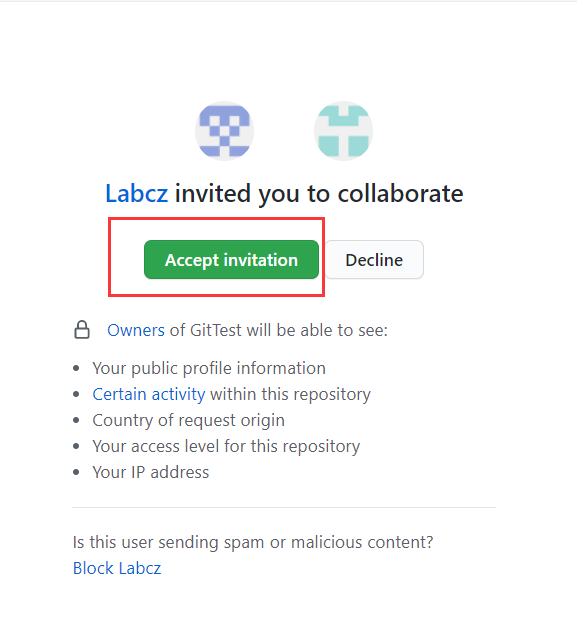 Labcz invited you to collaborate
Accept invitation Decline
Owners of GitTest will be able to see:
Your public profile information
Certain activity within this repository
Country of request origin
Your access level for this repository
Your IP address
Is this user sending spam or malicious content?
Block Labcz